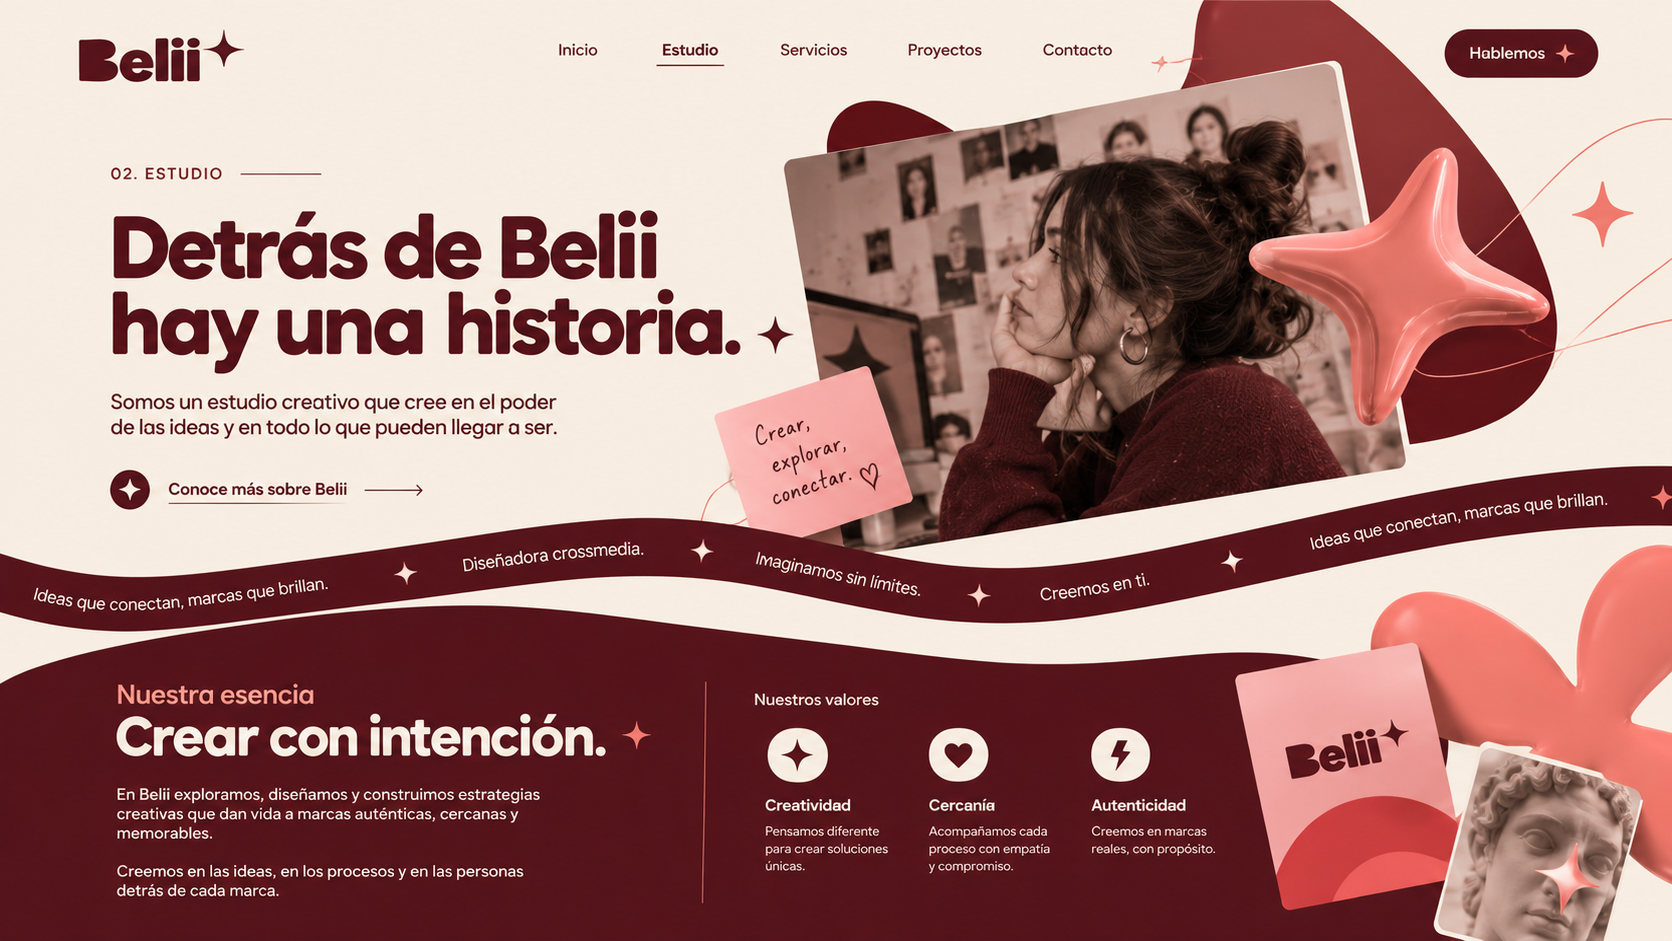 Belii
Inicio
Estudio
Servicios
Proyectos
Contacto
Hablemos
02. ESTUDIO
Detrás de Belii
hay una historia.
Somos un estudio creativo que cree en el poder
de las ideas y en todo lo que pueden llegar a ser.
Conoce más sobre Belii
Crear,
explorar,
conectar.
Ideas que conectan, marcas que brillan.
Diseñadora crossmedia.
Imaginamos sin límites.
Creemos en ti.
Ideas que conectan, marcas que brillan.
Nuestra esencia
Crear con intención.
En Belii exploramos, diseñamos y construimos estrategias
creativas que dan vida a marcas auténticas, cercanas y
memorables.
Creemos en las ideas, en los procesos y en las personas
detrás de cada marca.
Nuestros valores
Creatividad
Pensamos diferente
para crear soluciones
únicas.
Cercanía
Acompañamos cada
proceso con empatía
y compromiso.
Autenticidad
Creemos en marcas
reales, con propósito.
Belii